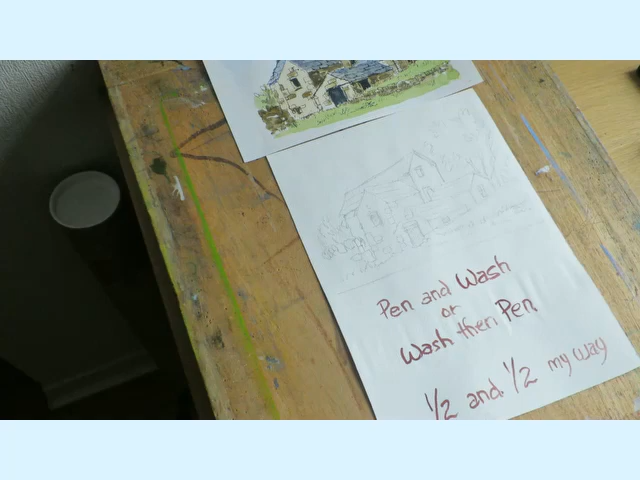 Pen and Wash
or
Wash then Pen
1/2 and 1/2 my way